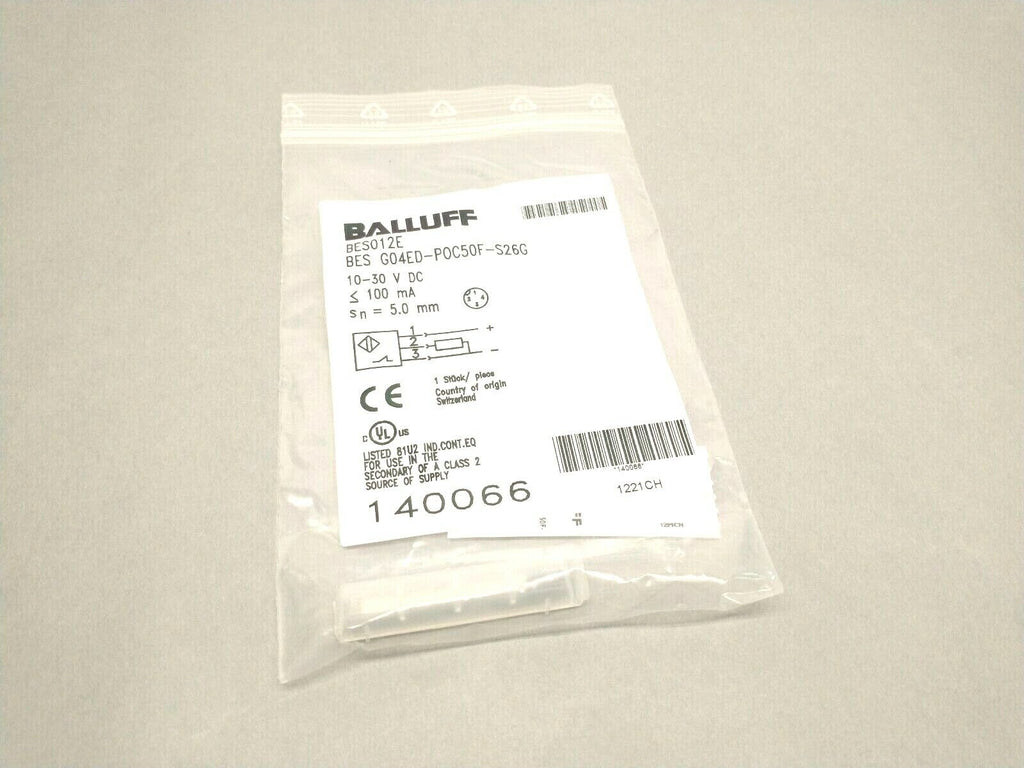 BALLUFF
BES012E
BES G04ED-POC50F-S26G
10-30 V DC
≤ 100 mA
sn = 5.0 mm
1 +
2
3 -
CE
1 Stück/ piece
Country of origin
Switzerland
C UL US
LISTED 81U2 IND.CONT.EQ
FOR USE IN THE
SECONDARY OF A CLASS 2
SOURCE OF SUPPLY
140066
*140066*
1221CH